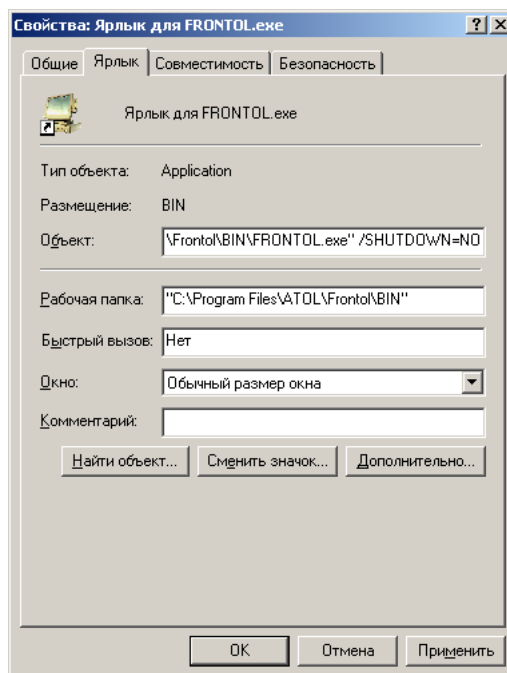 Свойства: Ярлык для FRONTOL.exe
Общие Ярлык Совместимость Безопасность
Ярлык для FRONTOL.exe
Тип объекта: Application
Размещение: BIN
Объект: \Frontol\BIN\FRONTOL.exe" /SHUTDOWN=NO
Рабочая папка: "C:\Program Files\ATOL\Frontol\BIN"
Быстрый вызов: Нет
Окно: Обычный размер окна
Комментарий:
Найти объект... Сменить значок... Дополнительно...
OK Отмена Применить